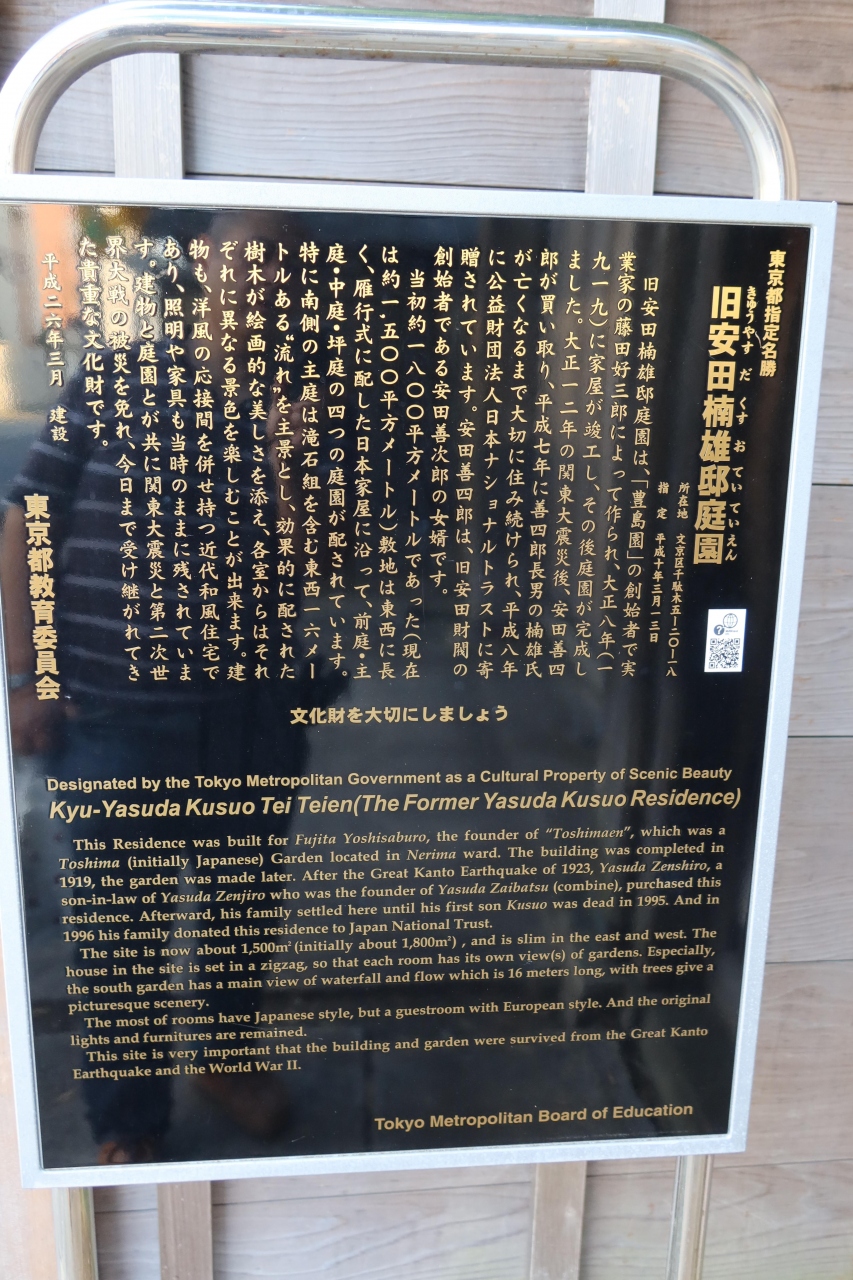 東京都指定名勝
きゅうやす だ くす お てい てい えん
旧安田楠雄邸庭園
所在地 文京区千駄木五－二〇－一八
指 定 平成十年三月一三日
旧安田楠雄邸庭園は、「豊島園」の創始者で実
業家の藤田好三郎によって作られ、大正八年（一
九一九）に家屋が竣工し、その後庭園が完成し
ました。大正一二年の関東大震災後、安田善四
郎が買い取り、平成七年に善四郎長男の楠雄氏
が亡くなるまで大切に住み続けられ、平成八年
に公益財団法人日本ナショナルトラストに寄
贈されています。安田善四郎は、旧安田財閥の
創始者である安田善次郎の女婿です。
当初約一八〇〇平方メートルであった（現在
は約一，五〇〇平方メートル）敷地は東西に長
く、雁行式に配した日本家屋に沿って、前庭・主
庭・中庭・坪庭の四つの庭園が配されています。
特に南側の主庭は滝石組を含む東西一六メー
トルある“流れ”を主景とし、効果的に配された
樹木が絵画的な美しさを添え、各室からはそれ
ぞれに異なる景色を楽しむことが出来ます。建
物も、洋風の応接間を併せ持つ近代和風住宅で
あり、照明や家具も当時のままに残されていま
す。建物と庭園とが共に関東大震災と第二次世
界大戦の被災を免れ、今日まで受け継がれてき
た貴重な文化財です。
平成二六年三月 建設
東京都教育委員会
文化財を大切にしましょう
Designated by the Tokyo Metropolitan Government as a Cultural Property of Scenic Beauty
Kyu-Yasuda Kusuo Tei Teien(The Former Yasuda Kusuo Residence)
This Residence was built for Fujita Yoshisaburo, the founder of “Toshimaen”, which was a
Toshima (initially Japanese) Garden located in Nerima ward. The building was completed in
1919, the garden was made later. After the Great Kanto Earthquake of 1923, Yasuda Zenshiro, a
son-in-law of Yasuda Zenjiro who was the founder of Yasuda Zaibatsu (combine), purchased this
residence. Afterward, his family settled here until his first son Kusuo was dead in 1995. And in
1996 his family donated this residence to Japan National Trust.
The site is now about 1,500m² (initially about 1,800m²) , and is slim in the east and west. The
house in the site is set in a zigzag, so that each room has its own view(s) of gardens. Especially,
the south garden has a main view of waterfall and flow which is 16 meters long, with trees give a
picturesque scenery.
The most of rooms have Japanese style, but a guestroom with European style. And the original
lights and furnitures are remained.
This site is very important that the building and garden were survived from the Great Kanto
Earthquake and the World War II.
Tokyo Metropolitan Board of Education